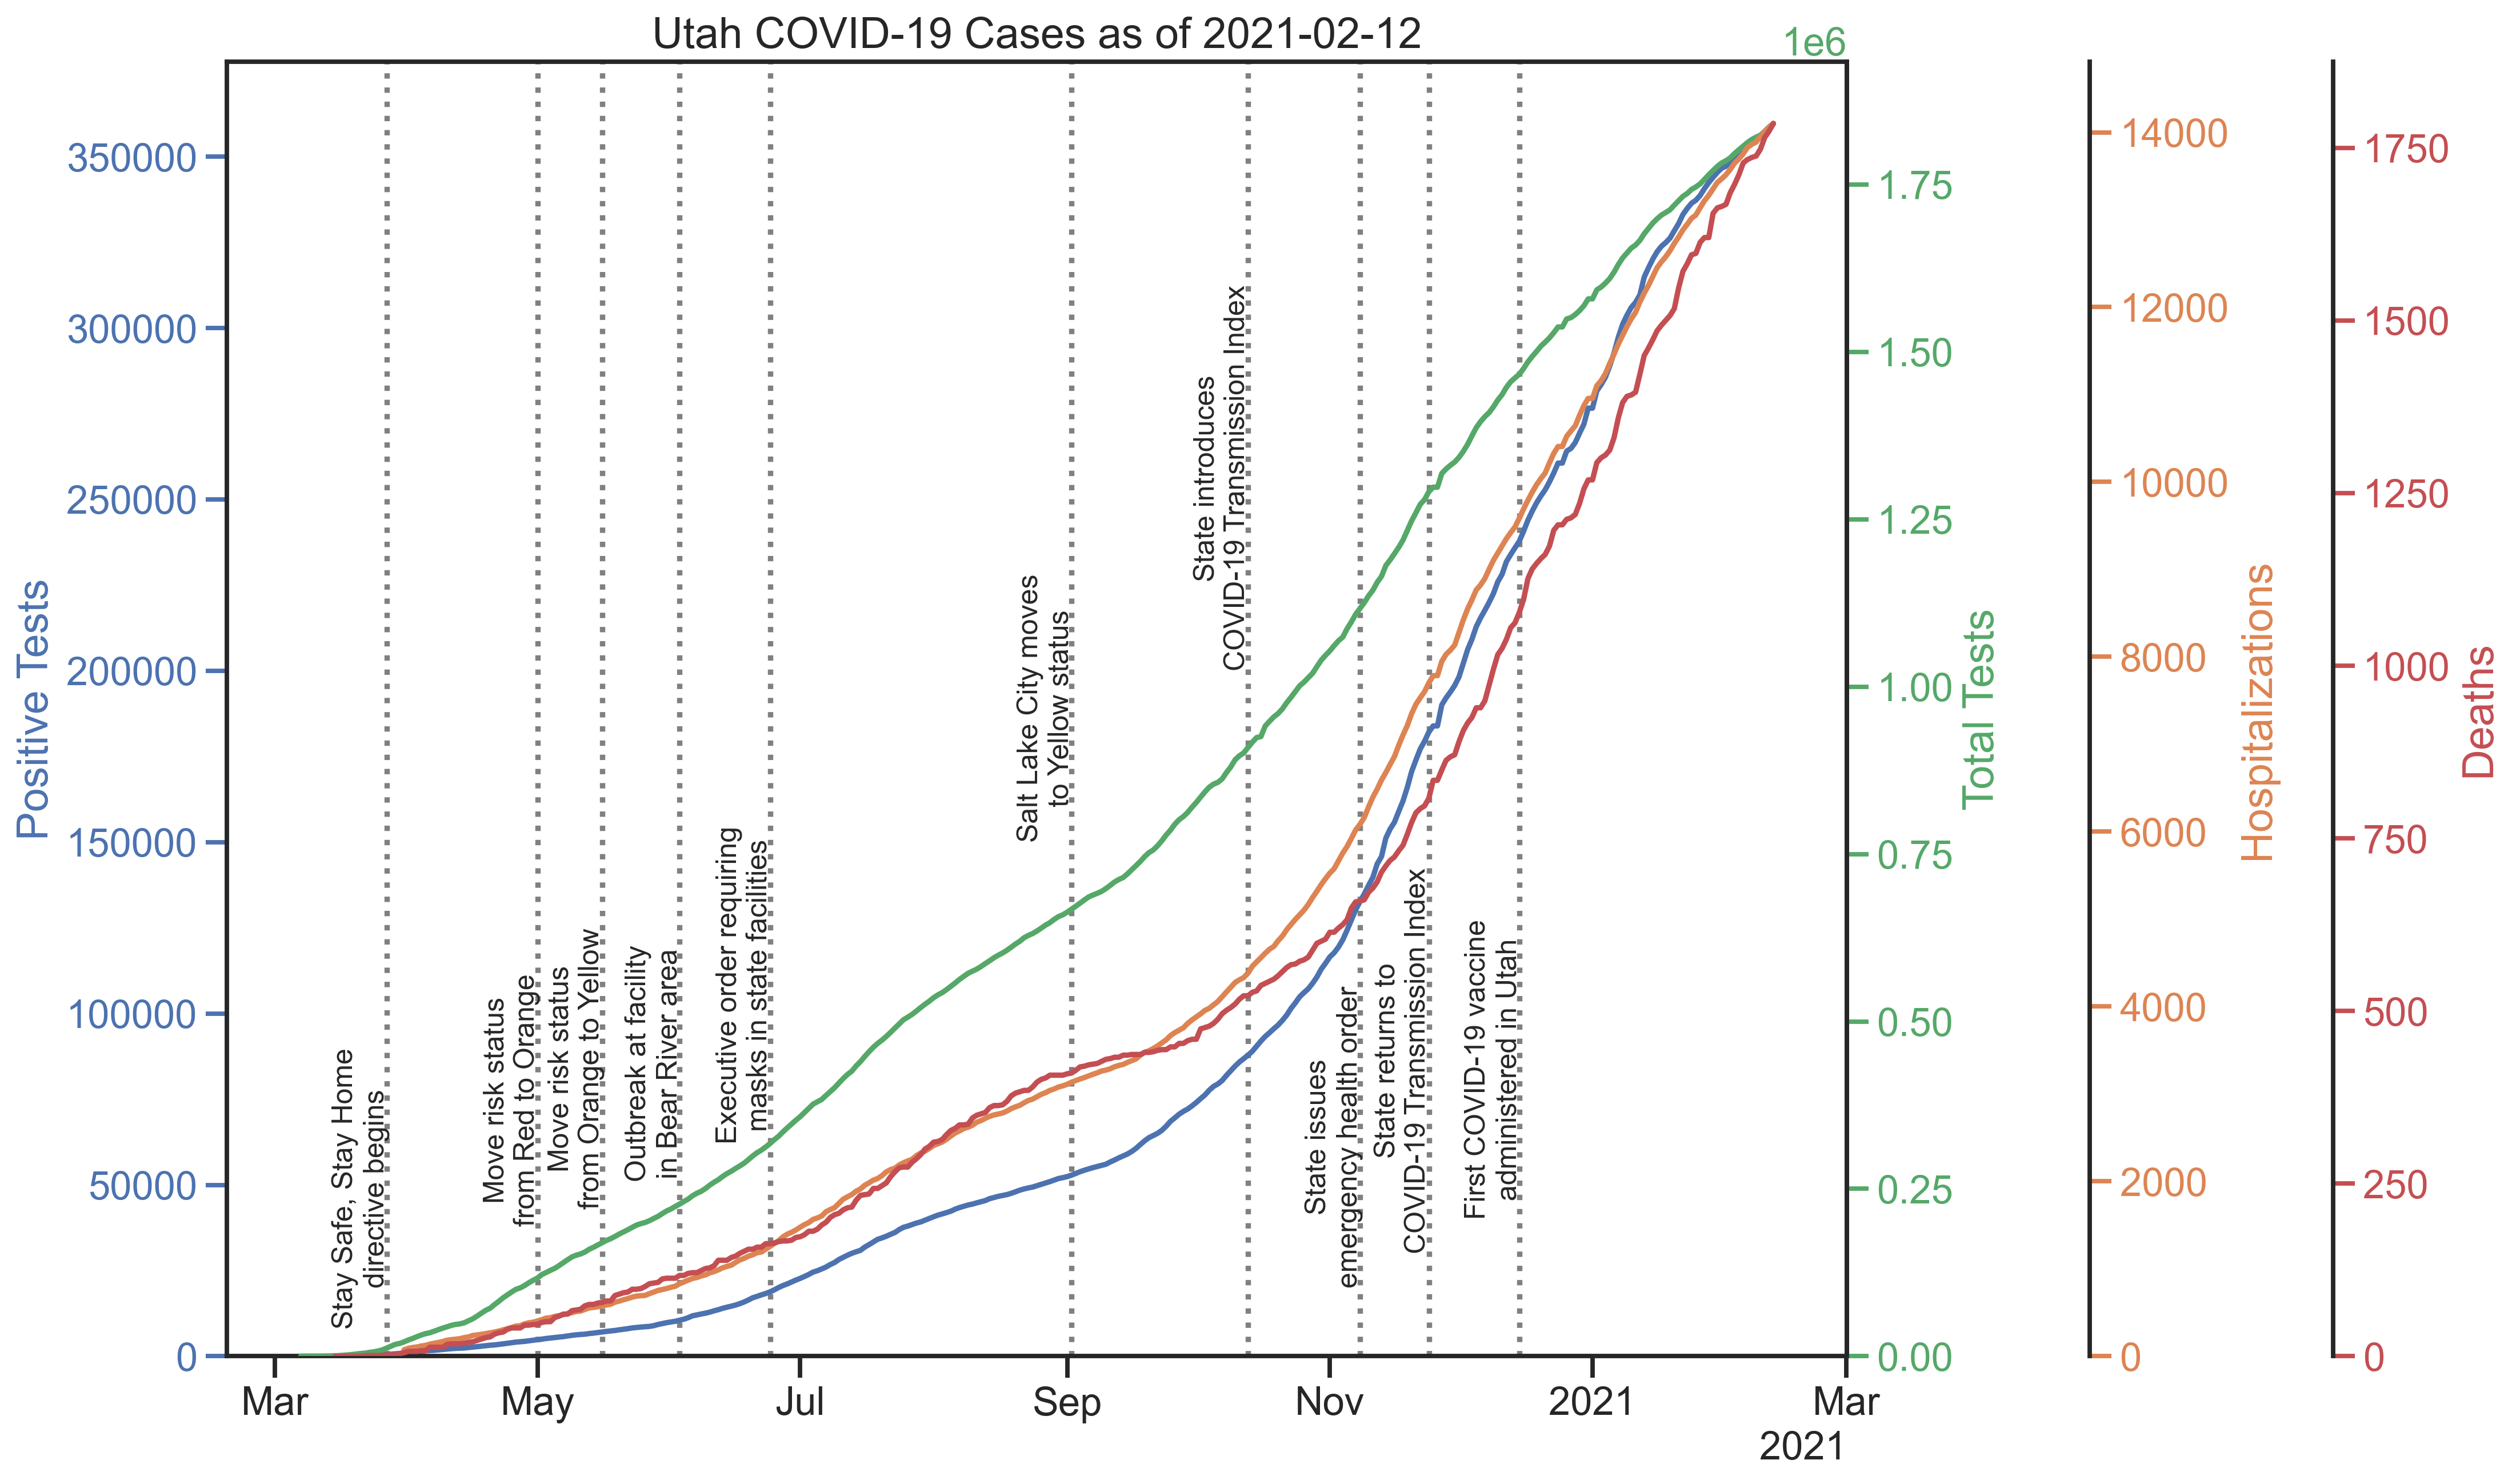 Utah COVID-19 Cases as of 2021-02-12
1e6
Positive Tests
350000
300000
250000
200000
150000
100000
50000
0
Stay Safe, Stay Home
directive begins
Move risk status
from Red to Orange
Move risk status
from Orange to Yellow
Outbreak at facility
in Bear River area
Executive order requiring
masks in state facilities
Salt Lake City moves
to Yellow status
State introduces
COVID-19 Transmission Index
State issues
emergency health order
State returns to
COVID-19 Transmission Index
First COVID-19 vaccine
administered in Utah
Mar
May
Jul
Sep
Nov
2021
Mar
2021
1.75
1.50
1.25
1.00
0.75
0.50
0.25
0.00
Total Tests
14000
12000
10000
8000
6000
4000
2000
0
Hospitalizations
1750
1500
1250
1000
750
500
250
0
Deaths